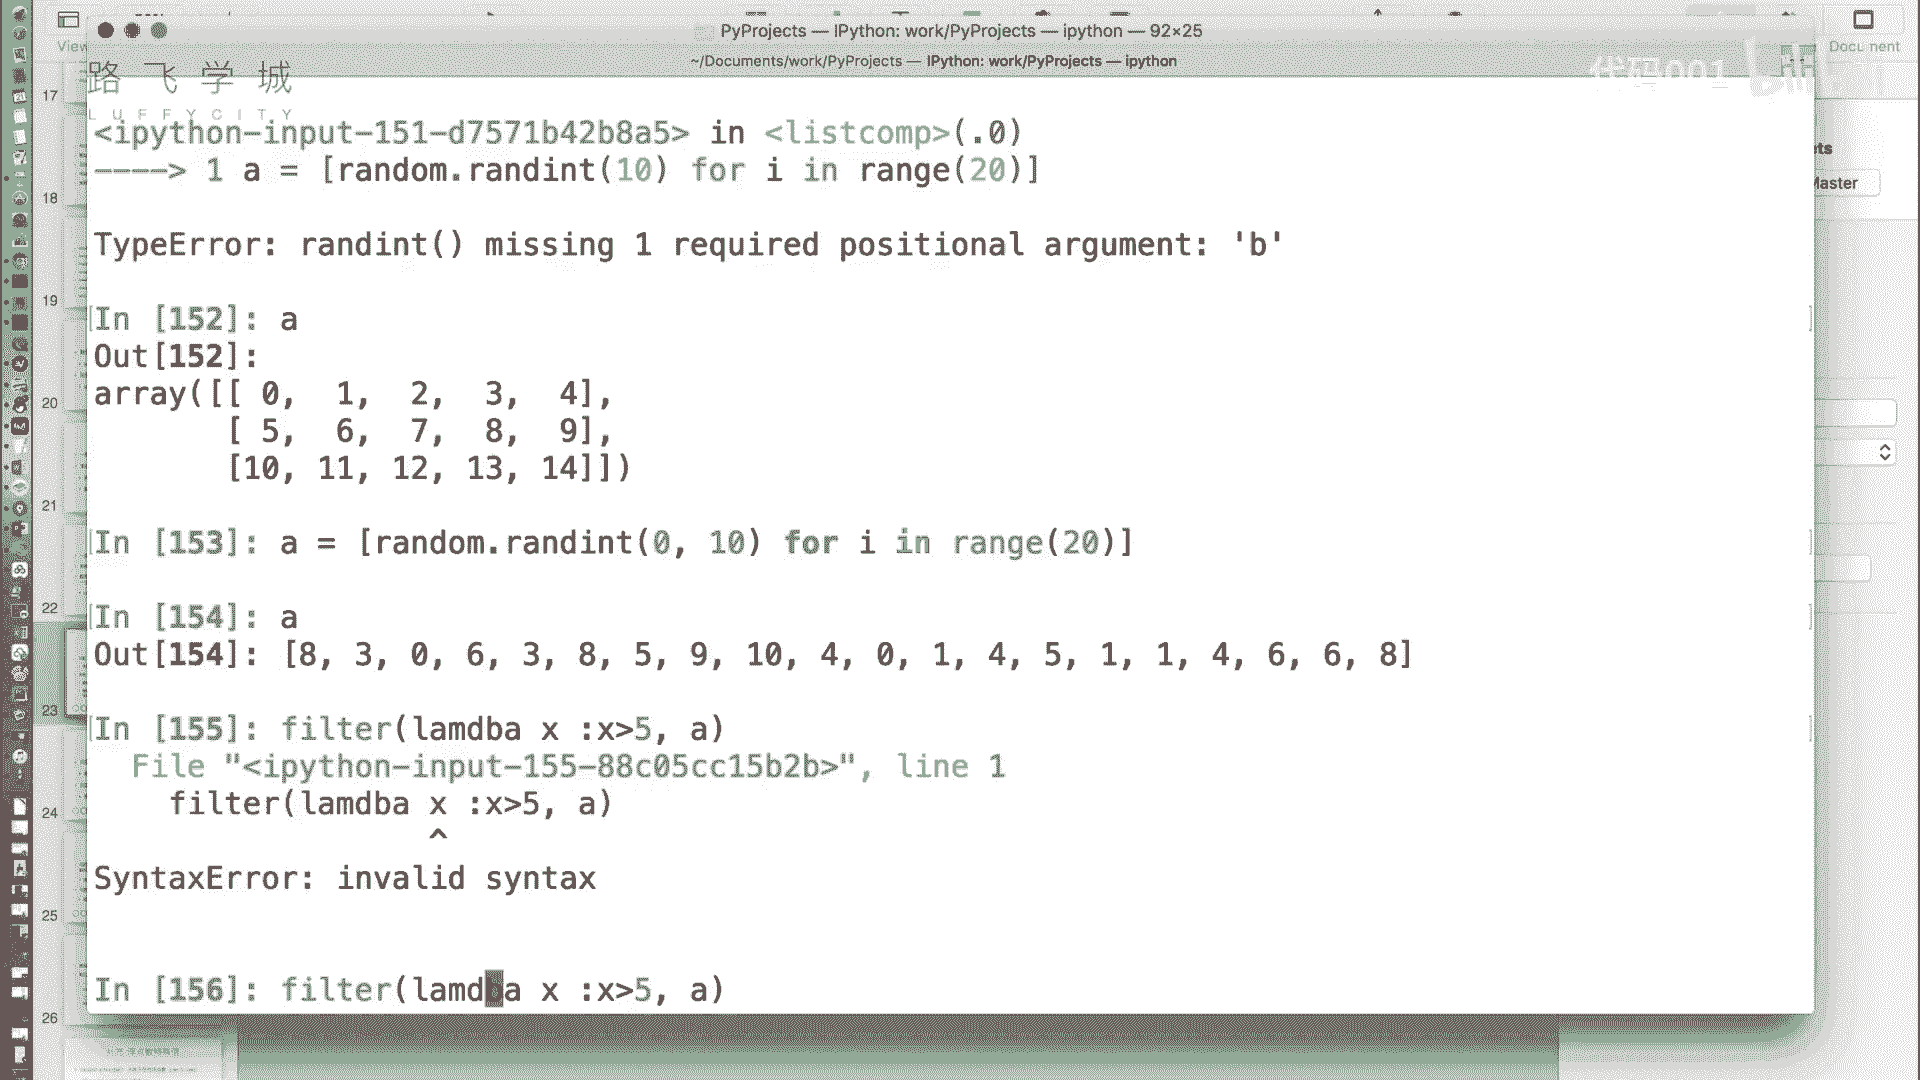 PyProjects — IPython: work/PyProjects — ipython — 92×25
View
Docu nent
~/Documents/work/PyProjects — IPython: work/PyProjects — ipython
路飞学城
代码001
LUFFYCITY
17
<ipython-input-151-d7571b42b8a5> in <listcomp>(.0)
----> 1 a = [random.randint(10) for i in range(20)]
Master
18
TypeError: randint() missing 1 required positional argument: 'b'
19
In [152]: a
Out[152]:
array([[ 0,  1,  2,  3,  4],
20
[ 5,  6,  7,  8,  9],
[10, 11, 12, 13, 14]])
21
In [153]: a = [random.randint(0, 10) for i in range(20)]
22
In [154]: a
Out[154]: [8, 3, 0, 6, 3, 8, 5, 9, 10, 4, 0, 1, 4, 5, 1, 1, 4, 6, 6, 8]
23
In [155]: filter(lamdba x :x>5, a)
File "<ipython-input-155-88c05cc15b2b>", line 1
filter(lamdba x :x>5, a)
24
^
SyntaxError: invalid syntax
25
In [156]: filter(lamdba x :x>5, a)
26